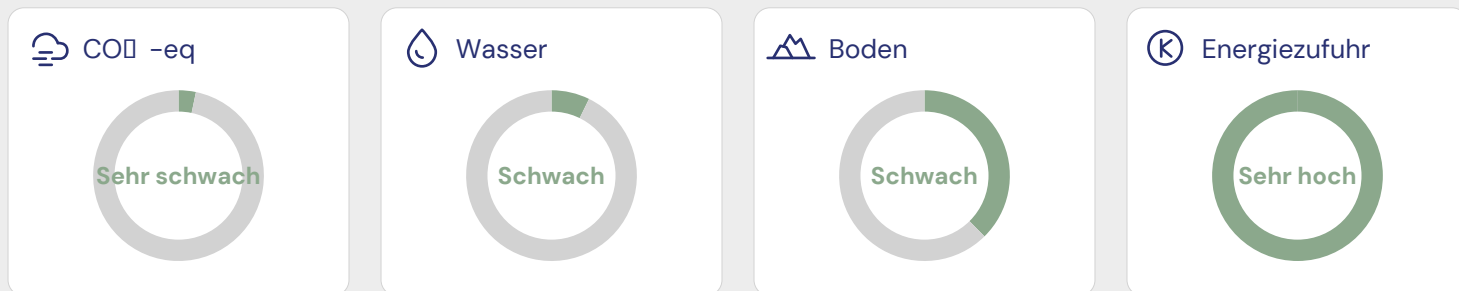 CO▯ -eq
Wasser
Boden
Energiezufuhr
Sehr schwach
Schwach
Schwach
Sehr hoch